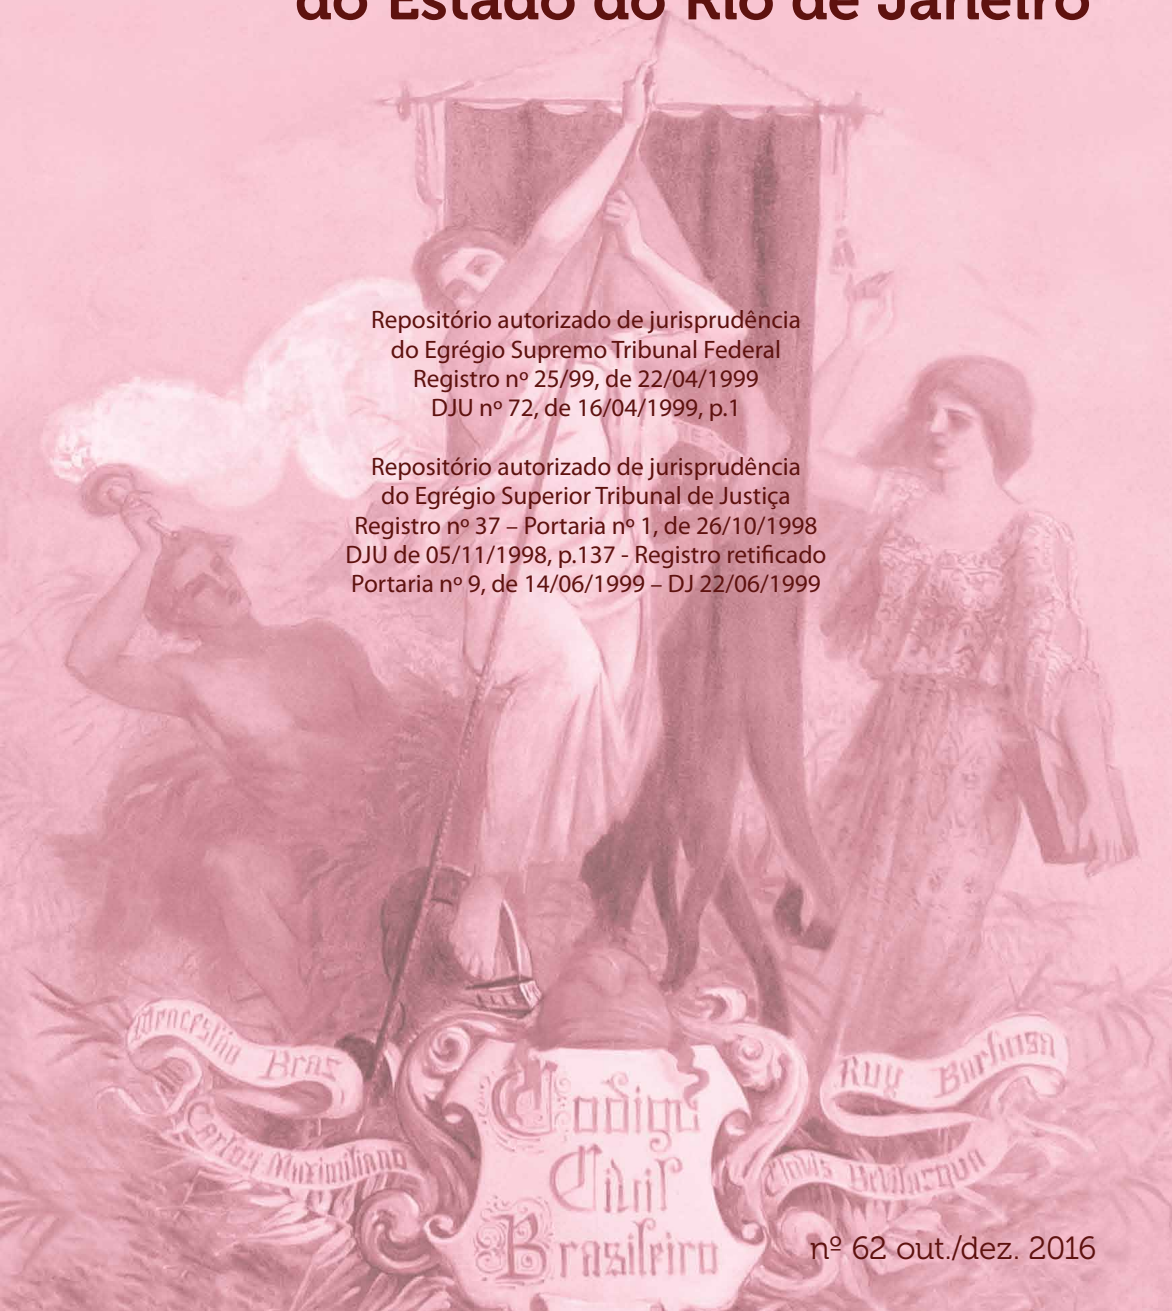 do Estado do Rio de Janeiro
Repositório autorizado de jurisprudência
do Egrégio Supremo Tribunal Federal
Registro nº 25/99, de 22/04/1999
DJU nº 72, de 16/04/1999, p.1
Repositório autorizado de jurisprudência
do Egrégio Superior Tribunal de Justiça
Registro nº 37 – Portaria nº 1, de 26/10/1998
DJU de 05/11/1998, p.137 - Registro retificado
Portaria nº 9, de 14/06/1999 – DJ 22/06/1999
Wenceslau Bras
Carlos Maximiliano
Codigo
Civil
Brasileiro
Ruy Barbosa
Clovis Bevilacqua
nº 62 out./dez. 2016